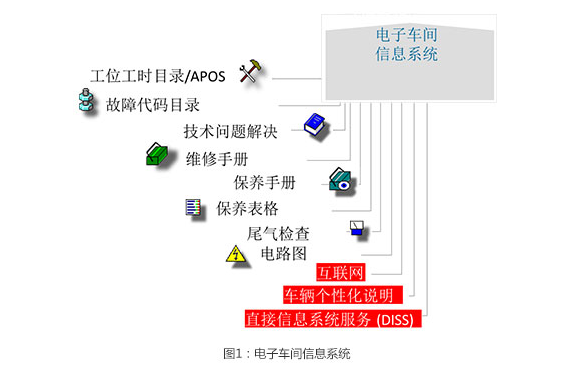 电子车间
信息系统
工位工时目录/APOS
故障代码目录
技术问题解决
维修手册
保养手册
保养表格
尾气检查
电路图
互联网
车辆个性化说明
直接信息系统服务 (DISS)
图1：电子车间信息系统